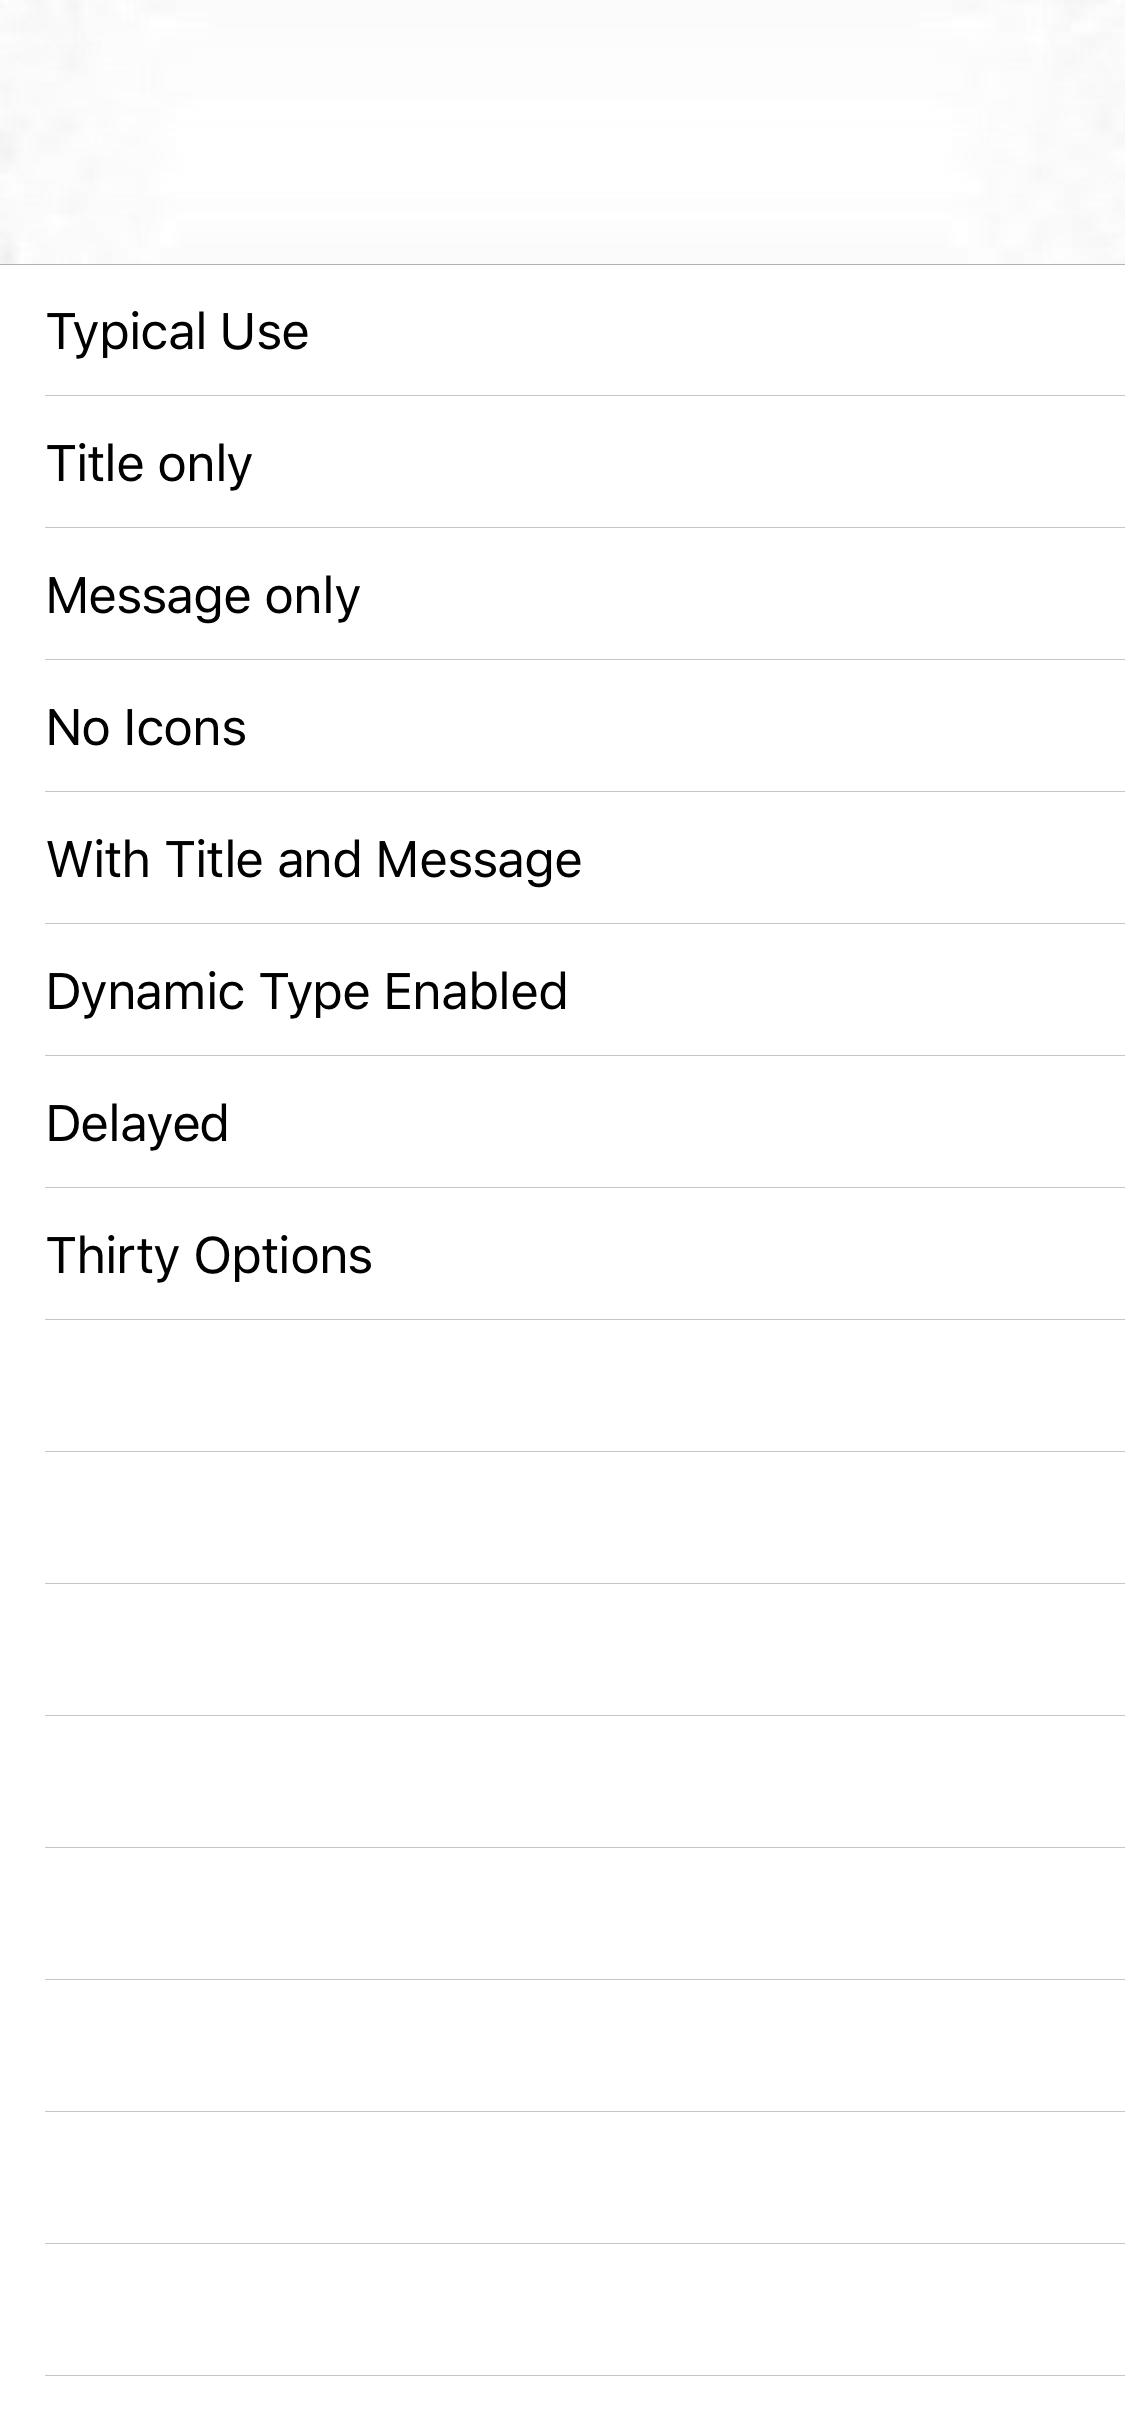 Typical Use
Title only
Message only
No Icons
With Title and Message
Dynamic Type Enabled
Delayed
Thirty Options